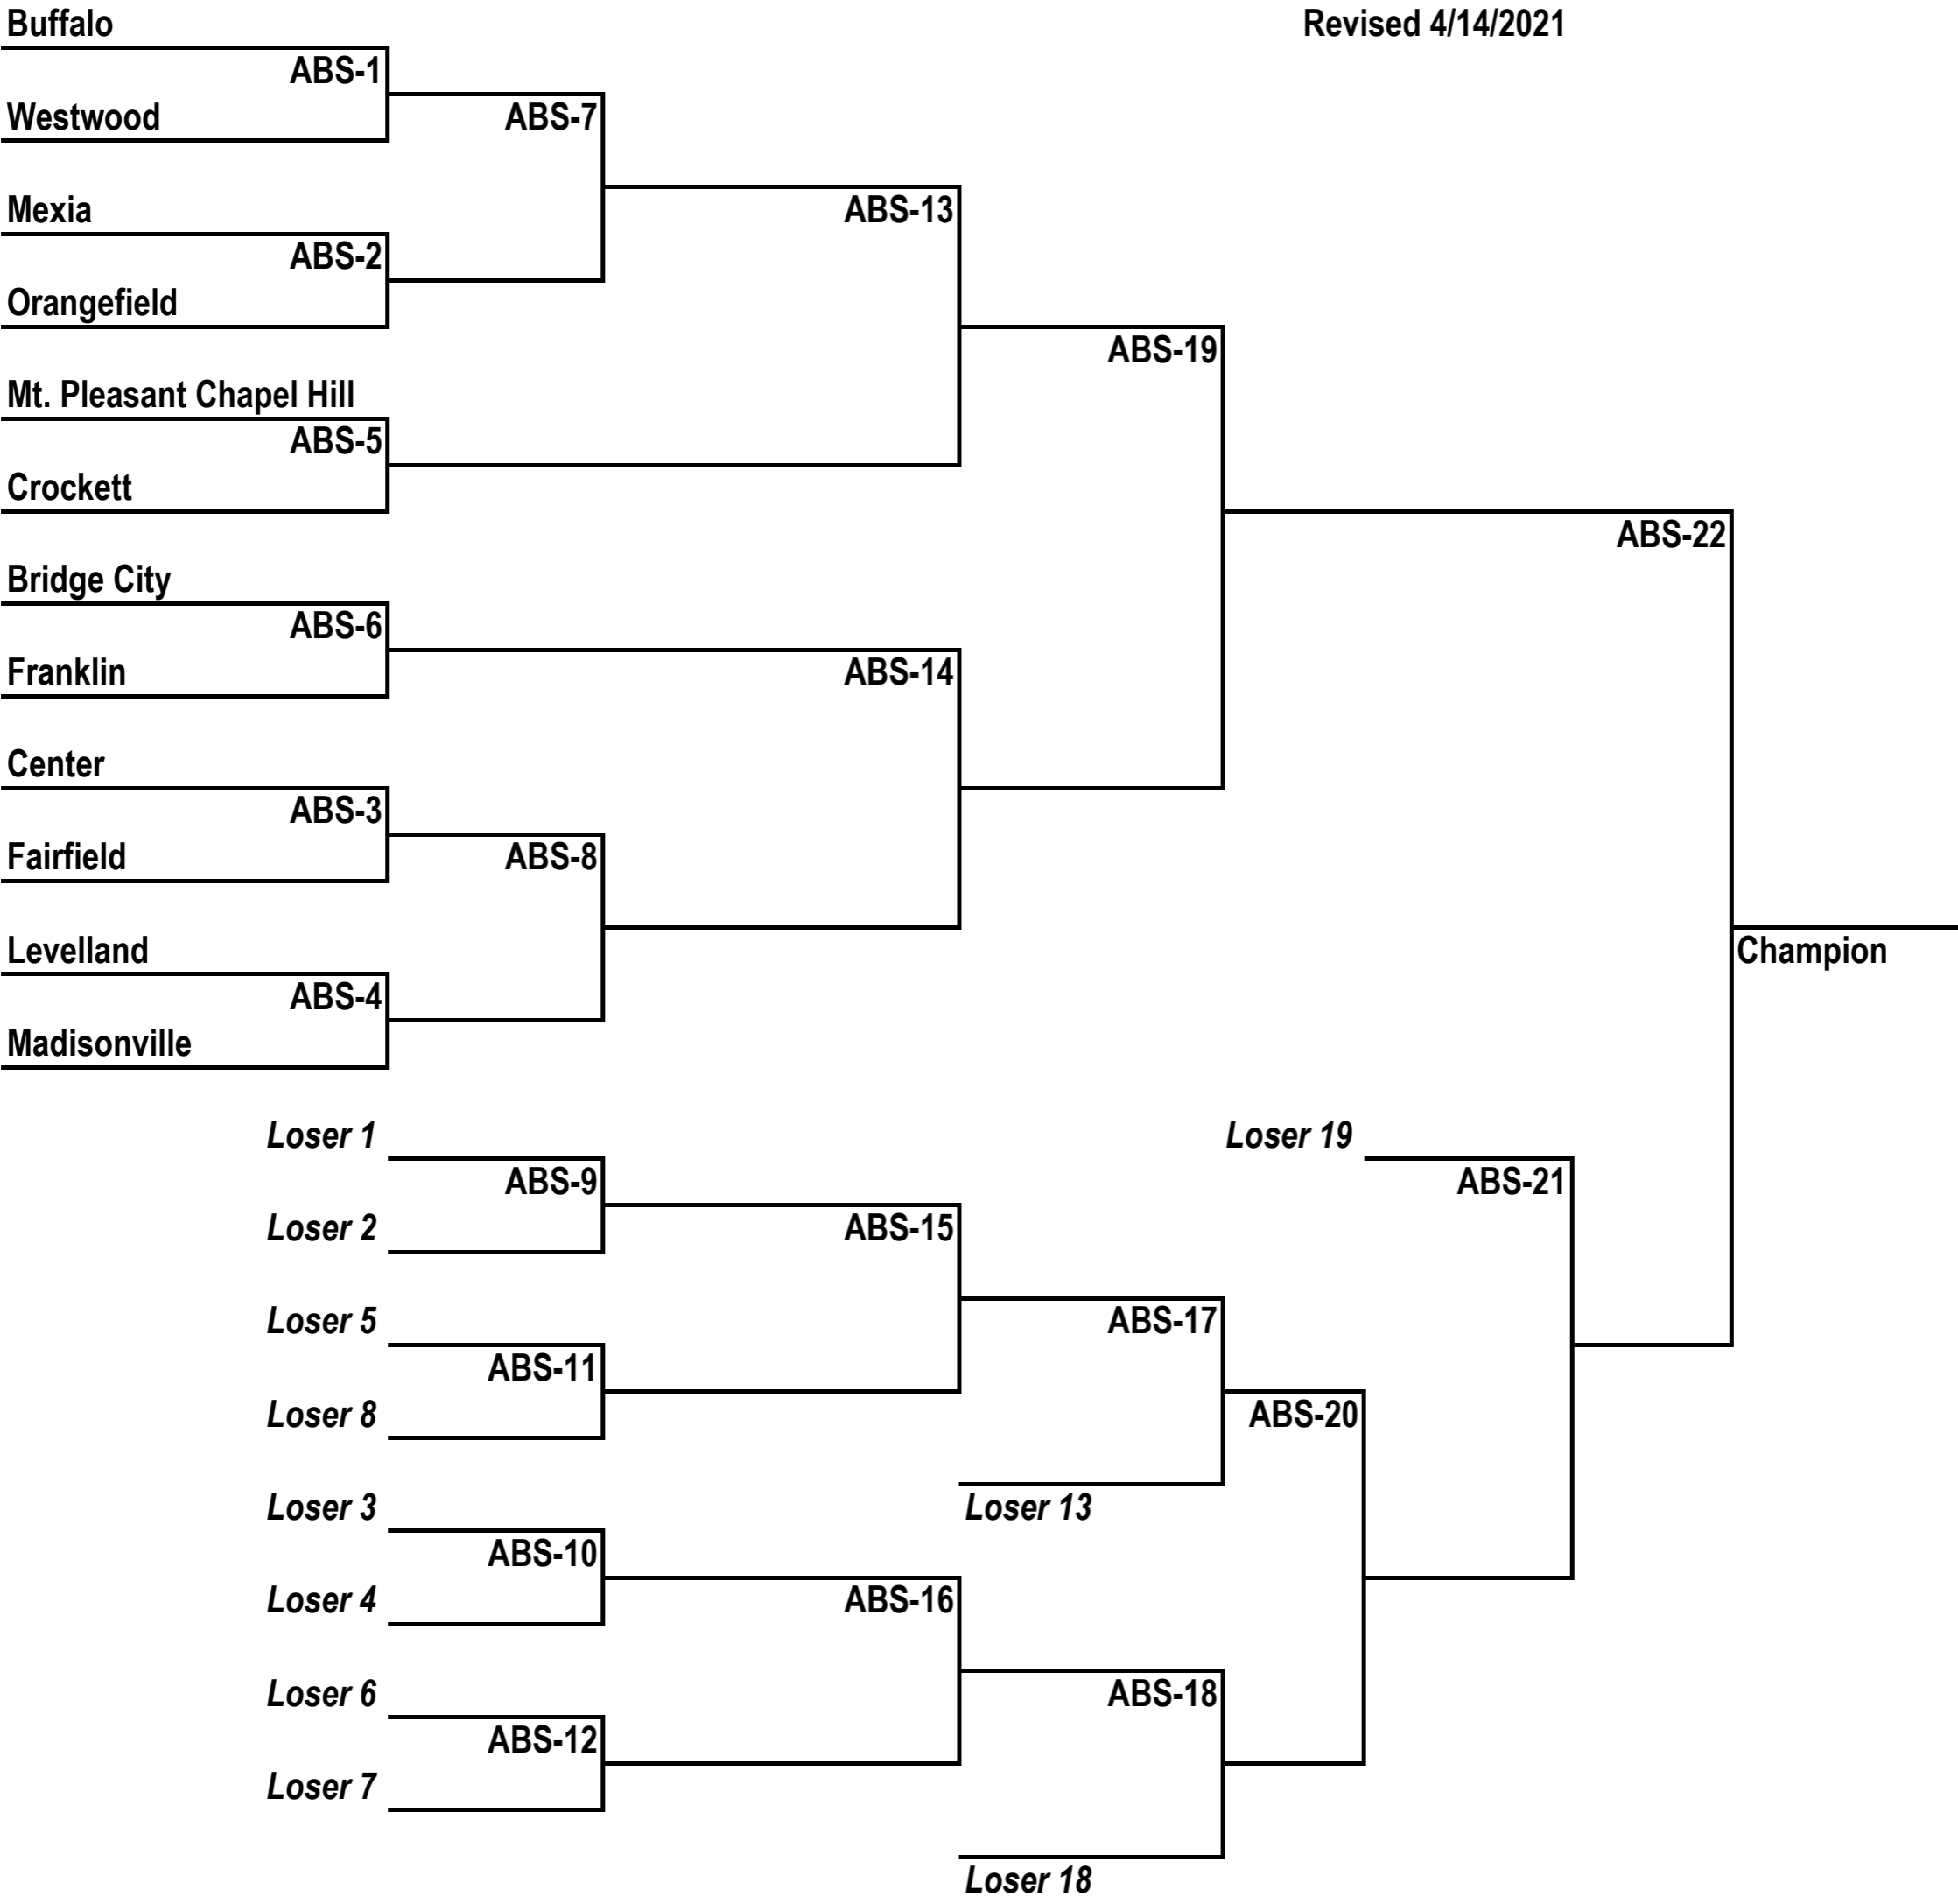 Buffalo
Revised 4/14/2021
ABS-1
Westwood
ABS-7
Mexia
ABS-13
ABS-2
Orangefield
ABS-19
Mt. Pleasant Chapel Hill
ABS-5
Crockett
ABS-22
Bridge City
ABS-6
Franklin
ABS-14
Center
ABS-3
Fairfield
ABS-8
Levelland
Champion
ABS-4
Madisonville
Loser 1
Loser 19
ABS-9
ABS-21
Loser 2
ABS-15
Loser 5
ABS-17
ABS-11
Loser 8
ABS-20
Loser 3
Loser 13
ABS-10
Loser 4
ABS-16
Loser 6
ABS-18
ABS-12
Loser 7
Loser 18